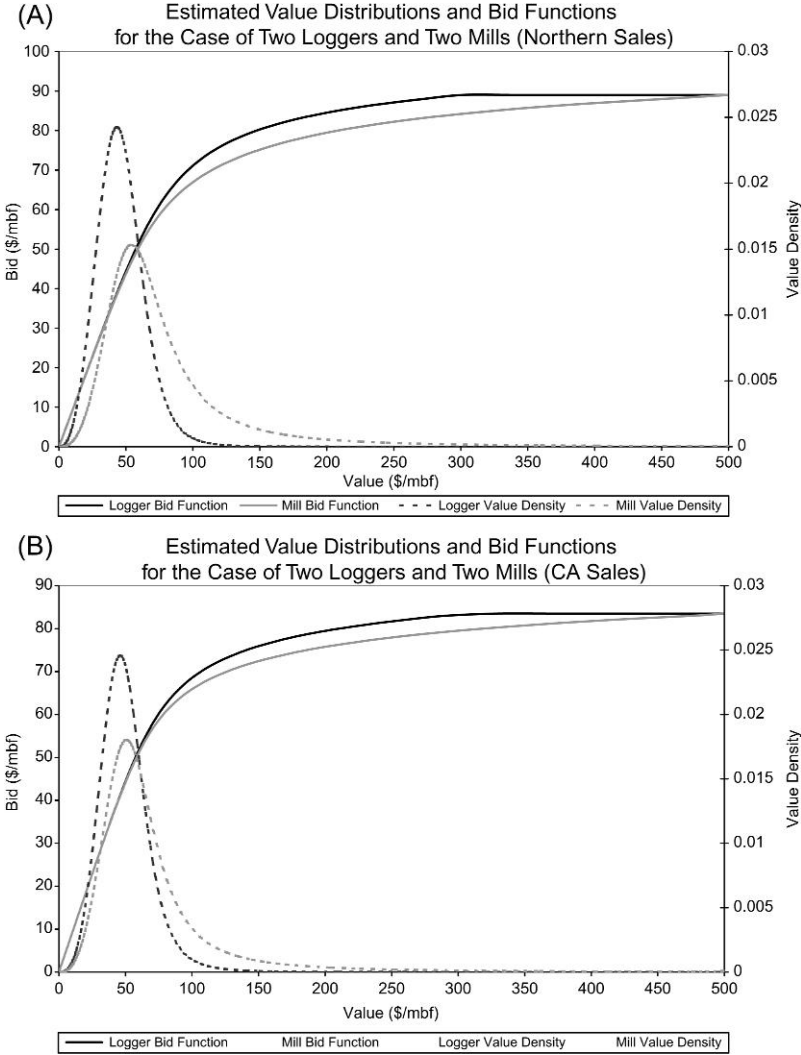 (A)
Estimated Value Distributions and Bid Functions
for the Case of Two Loggers and Two Mills (Northern Sales)
100
90
80
70
60
50
40
30
20
10
0
Bid ($/mbf)
0.03
0.025
0.02
0.015
0.01
0.005
0
Value Density
0 50 100 150 200 250 300 350 400 450 500
Value ($/mbf)
Logger Bid Function Mill Bid Function Logger Value Density Mill Value Density
(B)
Estimated Value Distributions and Bid Functions
for the Case of Two Loggers and Two Mills (CA Sales)
90
80
70
60
50
40
30
20
10
0
Bid ($/mbf)
0.03
0.025
0.02
0.015
0.01
0.005
0
Value Density
0 50 100 150 200 250 300 350 400 450 500
Value ($/mbf)
Logger Bid Function Mill Bid Function Logger Value Density Mill Value Density